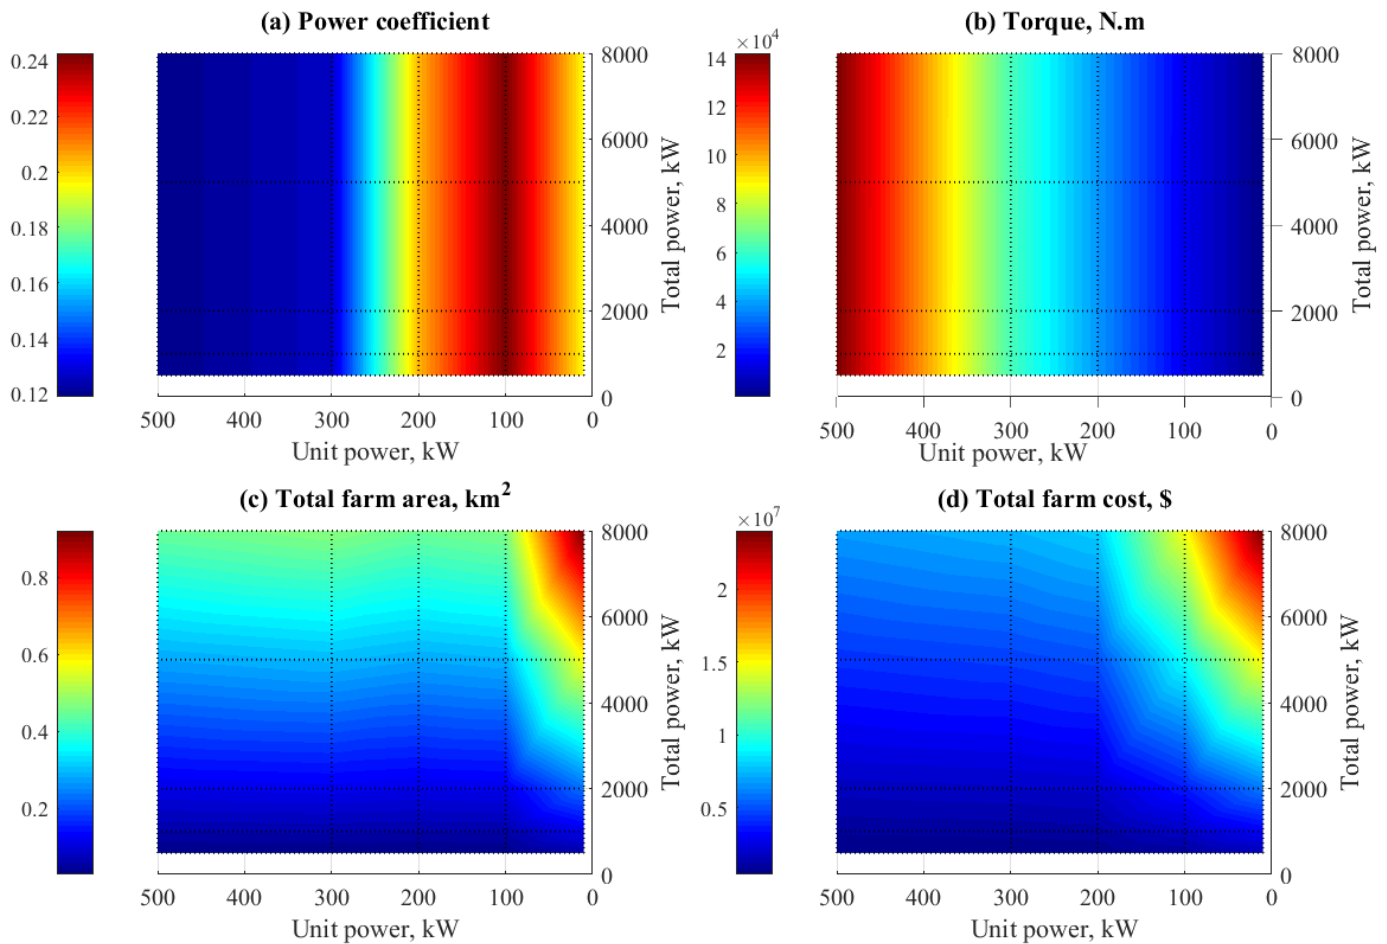 (a) Power coefficient
0.24
0.22
0.2
0.18
0.16
0.14
0.12
8000
6000
4000
2000
0
Total power, kW
500 400 300 200 100 0
Unit power, kW
(b) Torque, N.m
×10⁴
14
12
10
8
6
4
2
8000
6000
4000
2000
0
Total power, kW
500 400 300 200 100 0
Unit power, kW
(c) Total farm area, km²
0.8
0.6
0.4
0.2
8000
6000
4000
2000
0
Total power, kW
500 400 300 200 100 0
Unit power, kW
(d) Total farm cost, $
×10⁷
2
1.5
1
0.5
8000
6000
4000
2000
0
Total power, kW
500 400 300 200 100 0
Unit power, kW